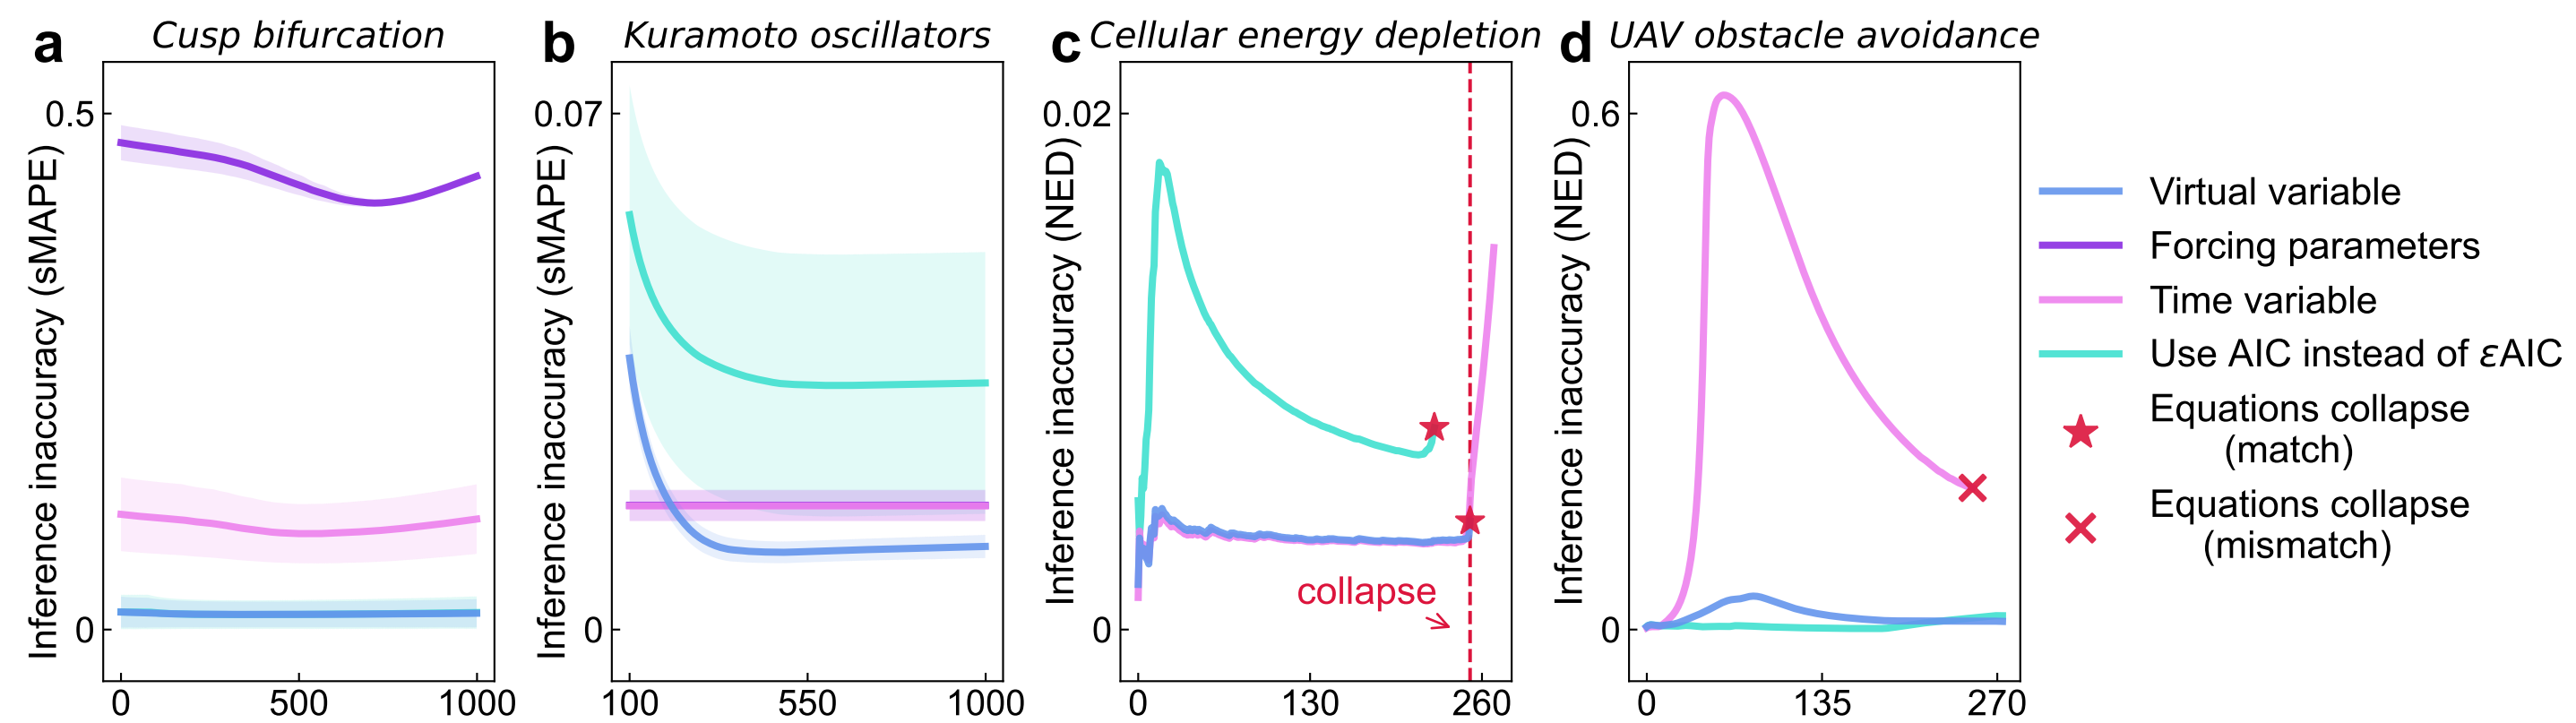 a Cusp bifurcation
Inference inaccuracy (sMAPE)
0.5
0
0 500 1000
b Kuramoto oscillators
Inference inaccuracy (sMAPE)
0.07
0
100 550 1000
c Cellular energy depletion
Inference inaccuracy (NED)
0.02
0
collapse
0 130 260
d UAV obstacle avoidance
Inference inaccuracy (NED)
0.6
0
0 135 270
Virtual variable
Forcing parameters
Time variable
Use AIC instead of εAIC
Equations collapse
(match)
Equations collapse
(mismatch)